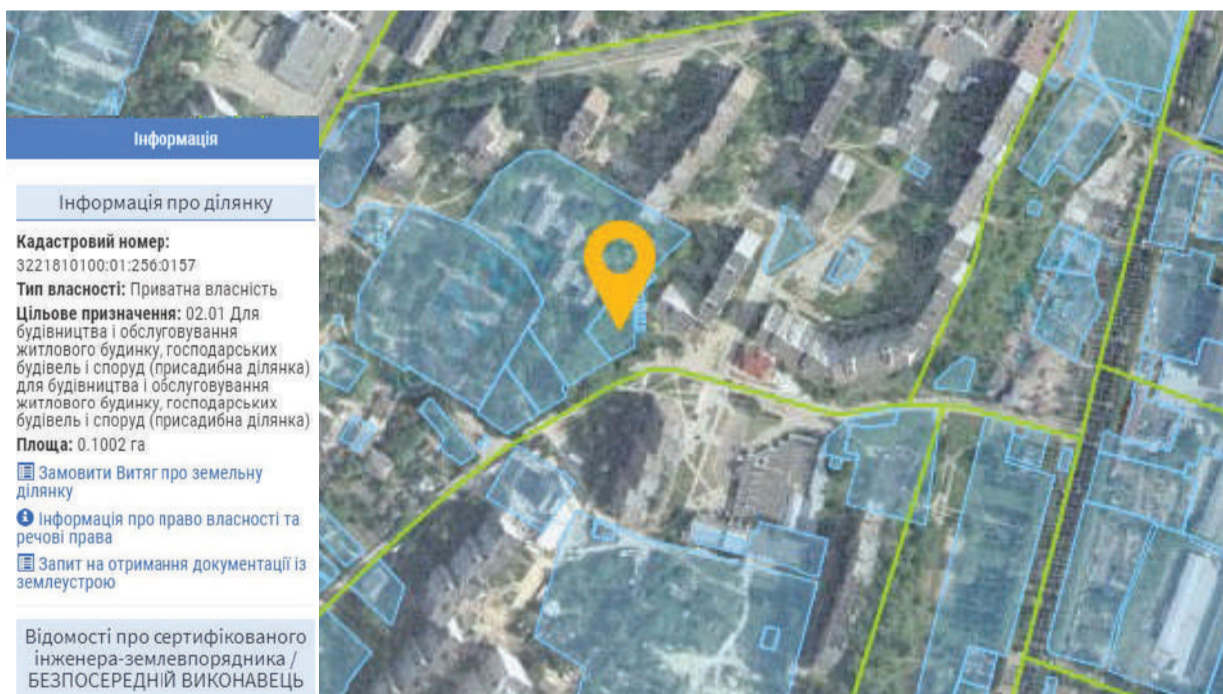 Інформація
Інформація про ділянку
Кадастровий номер:
3221810100:01:256:0157
Тип власності: Приватна власність
Цільове призначення: 02.01 Для
будівництва і обслуговування
житлового будинку, господарських
будівель і споруд (присадибна ділянка)
для будівництва і обслуговування
житлового будинку, господарських
будівель і споруд (присадибна ділянка)
Площа: 0.1002 га
Замовити Витяг про земельну
ділянку
Інформація про право власності та
речові права
Запит на отримання документації із
землеустрою
Відомості про сертифікованого
інженера-землевпорядника /
БЕЗПОСЕРЕДНІЙ ВИКОНАВЕЦЬ